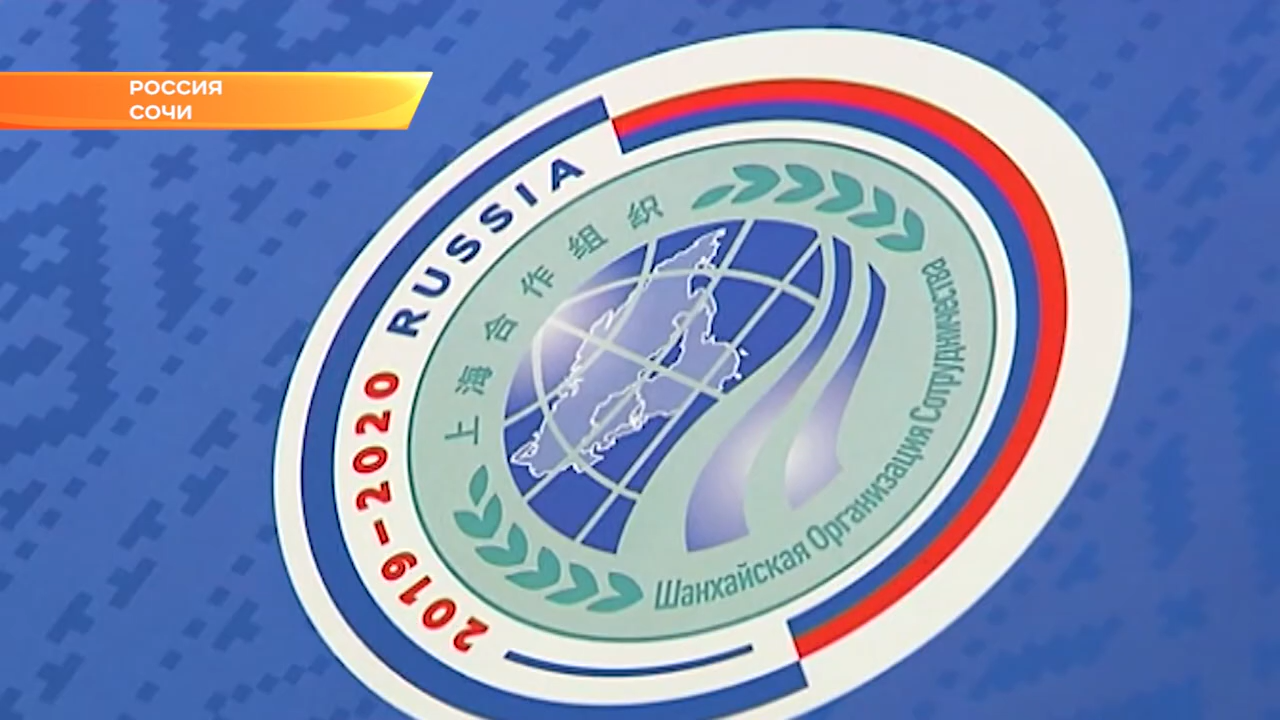 РОССИЯ
СОЧИ
2019-2020 RUSSIA
上海合作组织
Шанхайская Организация Сотрудничества